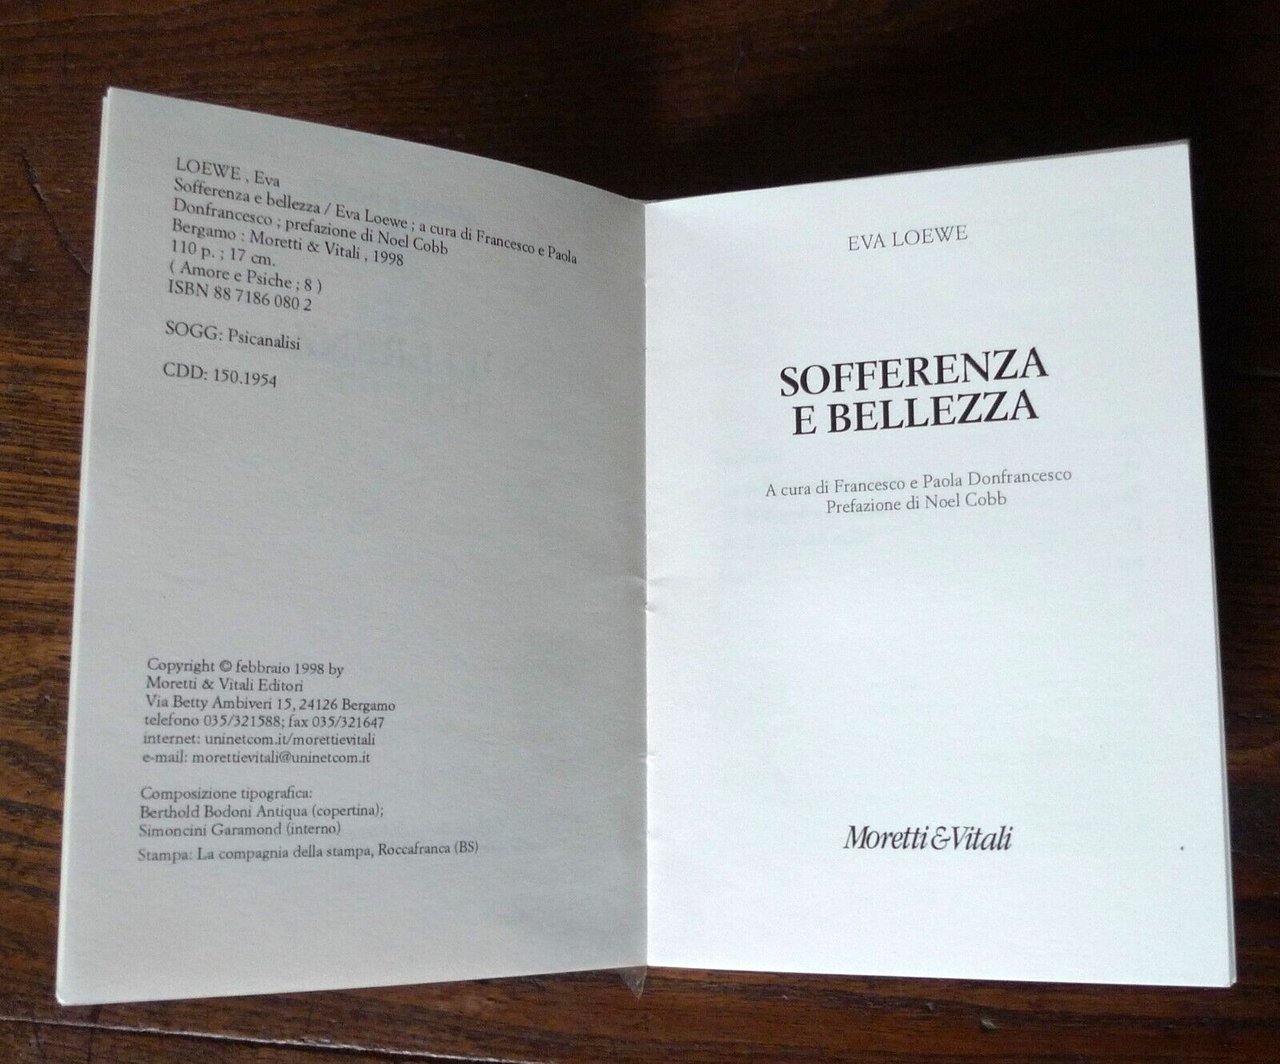 LOEWE , Eva
Sofferenza e bellezza / Eva Loewe ; a cura di Francesco e Paola
Donfrancesco ; prefazione di Noel Cobb
Bergamo : Moretti & Vitali , 1998
110 p. ; 17 cm.
( Amore e Psiche ; 8 )
ISBN 88 7186 080 2
SOGG: Psicanalisi
CDD: 150.1954
Copyright © febbraio 1998 by
Moretti & Vitali Editori
Via Betty Ambiveri 15, 24126 Bergamo
telefono 035/321588; fax 035/321647
internet: uninetcom.it/morettievitali
e-mail: morettievitali@uninetcom.it
Composizione tipografica:
Berthold Bodoni Antiqua (copertina);
Simoncini Garamond (interno)
Stampa: La compagnia della stampa, Roccafranca (BS)
EVA LOEWE
SOFFERENZA
E BELLEZZA
A cura di Francesco e Paola Donfrancesco
Prefazione di Noel Cobb
Moretti&Vitali